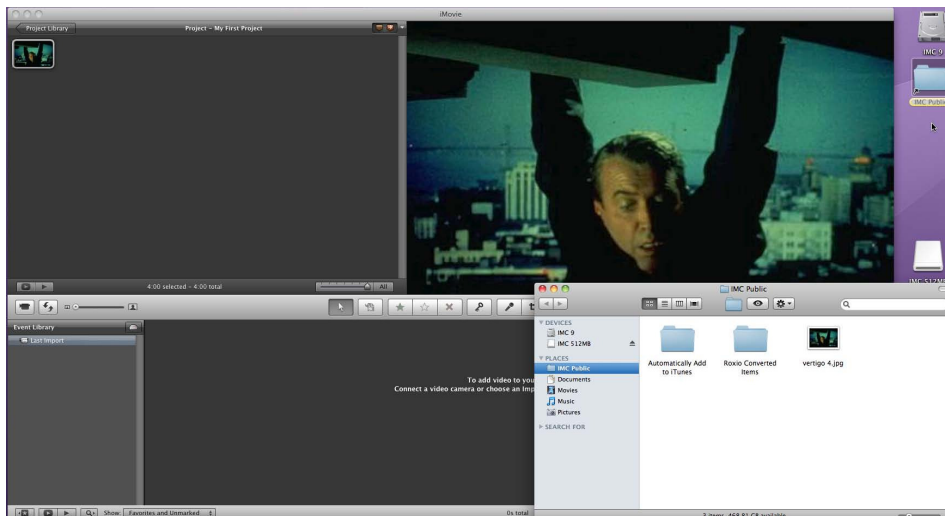 iMovie
Project Library
Project - My First Project
4:00 selected - 4:00 total
All
Event Library
Last Import
To add video to you
Connect a video camera or choose an Imp
Show:
Favorites and Unmarked
0s total
IMC 9
IMC Public
IMC 512MB
IMC Public
DEVICES
IMC 9
IMC 512MB
PLACES
IMC Public
Documents
Movies
Music
Pictures
SEARCH FOR
Automatically Add
to iTunes
Roxio Converted
Items
vertigo 4.jpg
3 items, 468.81 GB available